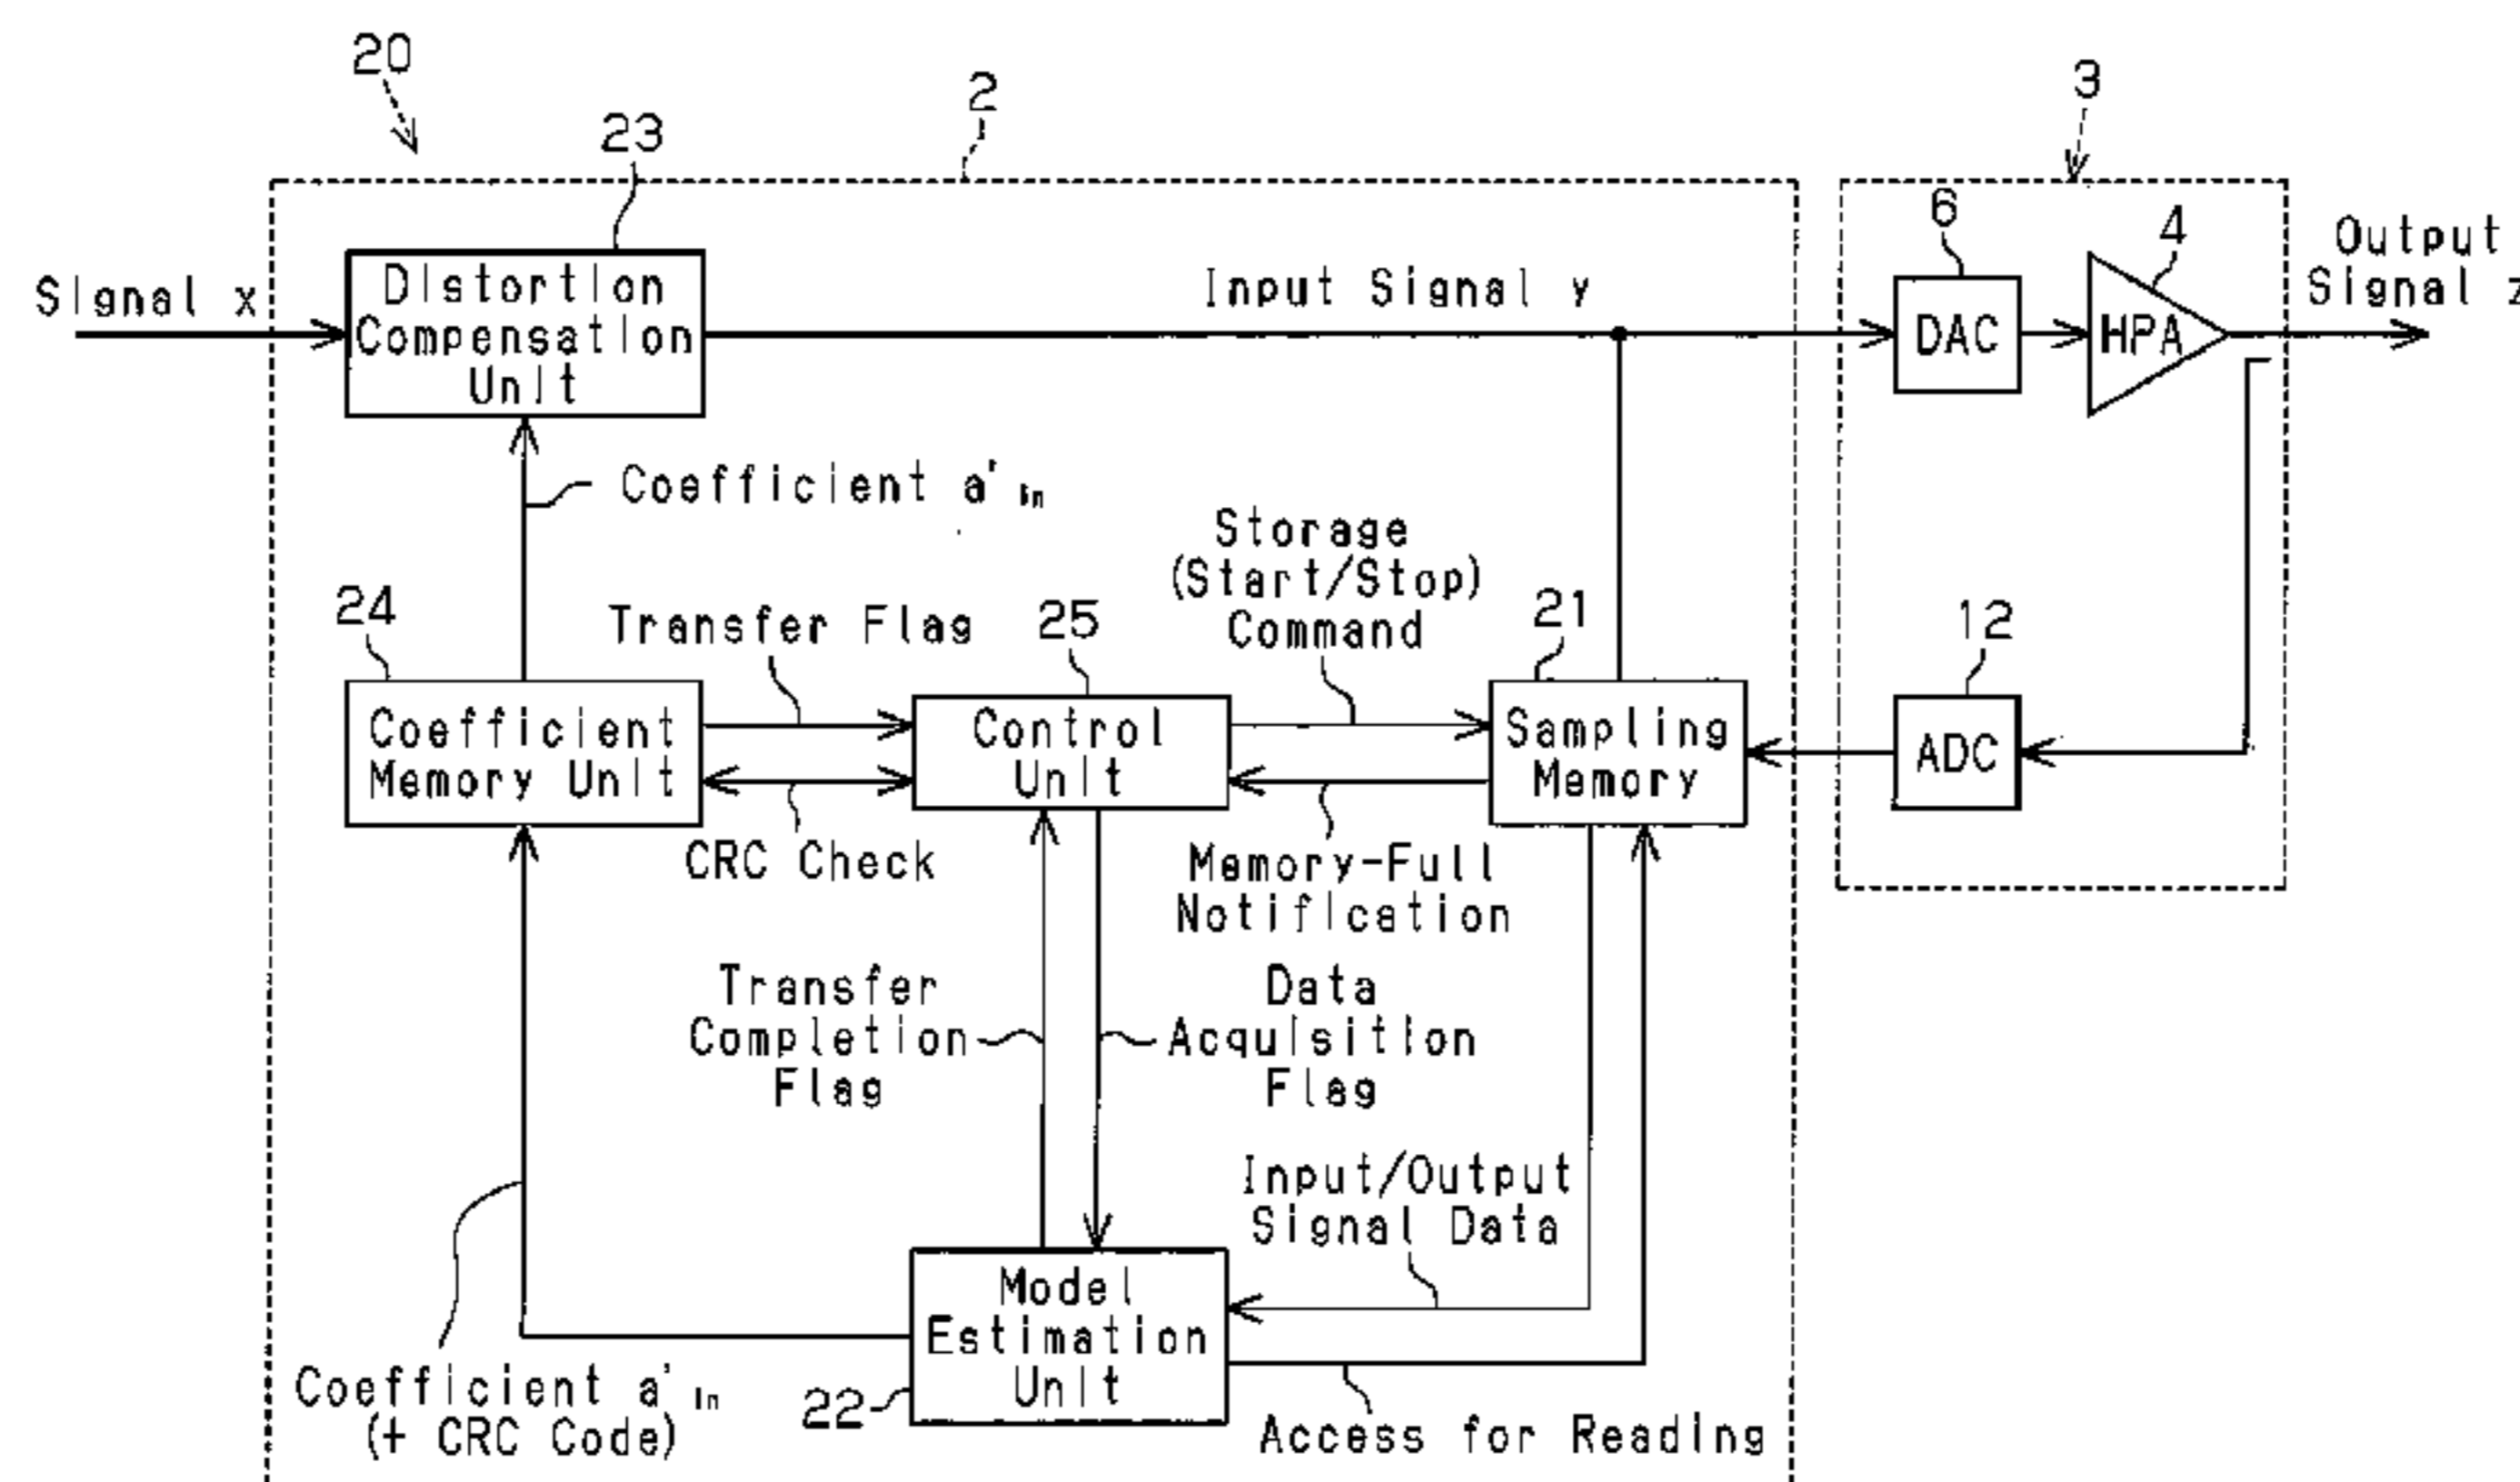 20
2
3
23
6
4
Output
Signal z
Signal x
Distortion
Compensation
Unit
Input Signal y
DAC
HPA
Coefficient a'in
Storage
(Start/Stop)
Command
24
Transfer Flag
25
21
12
Coefficient
Memory Unit
Control
Unit
Sampling
Memory
ADC
CRC Check
Memory-Full
Notification
Transfer
Completion
Flag
Data
Acquisition
Flag
Input/Output
Signal Data
Model
Estimation
Unit
22
Coefficient a'in
(+ CRC Code)
Access for Reading